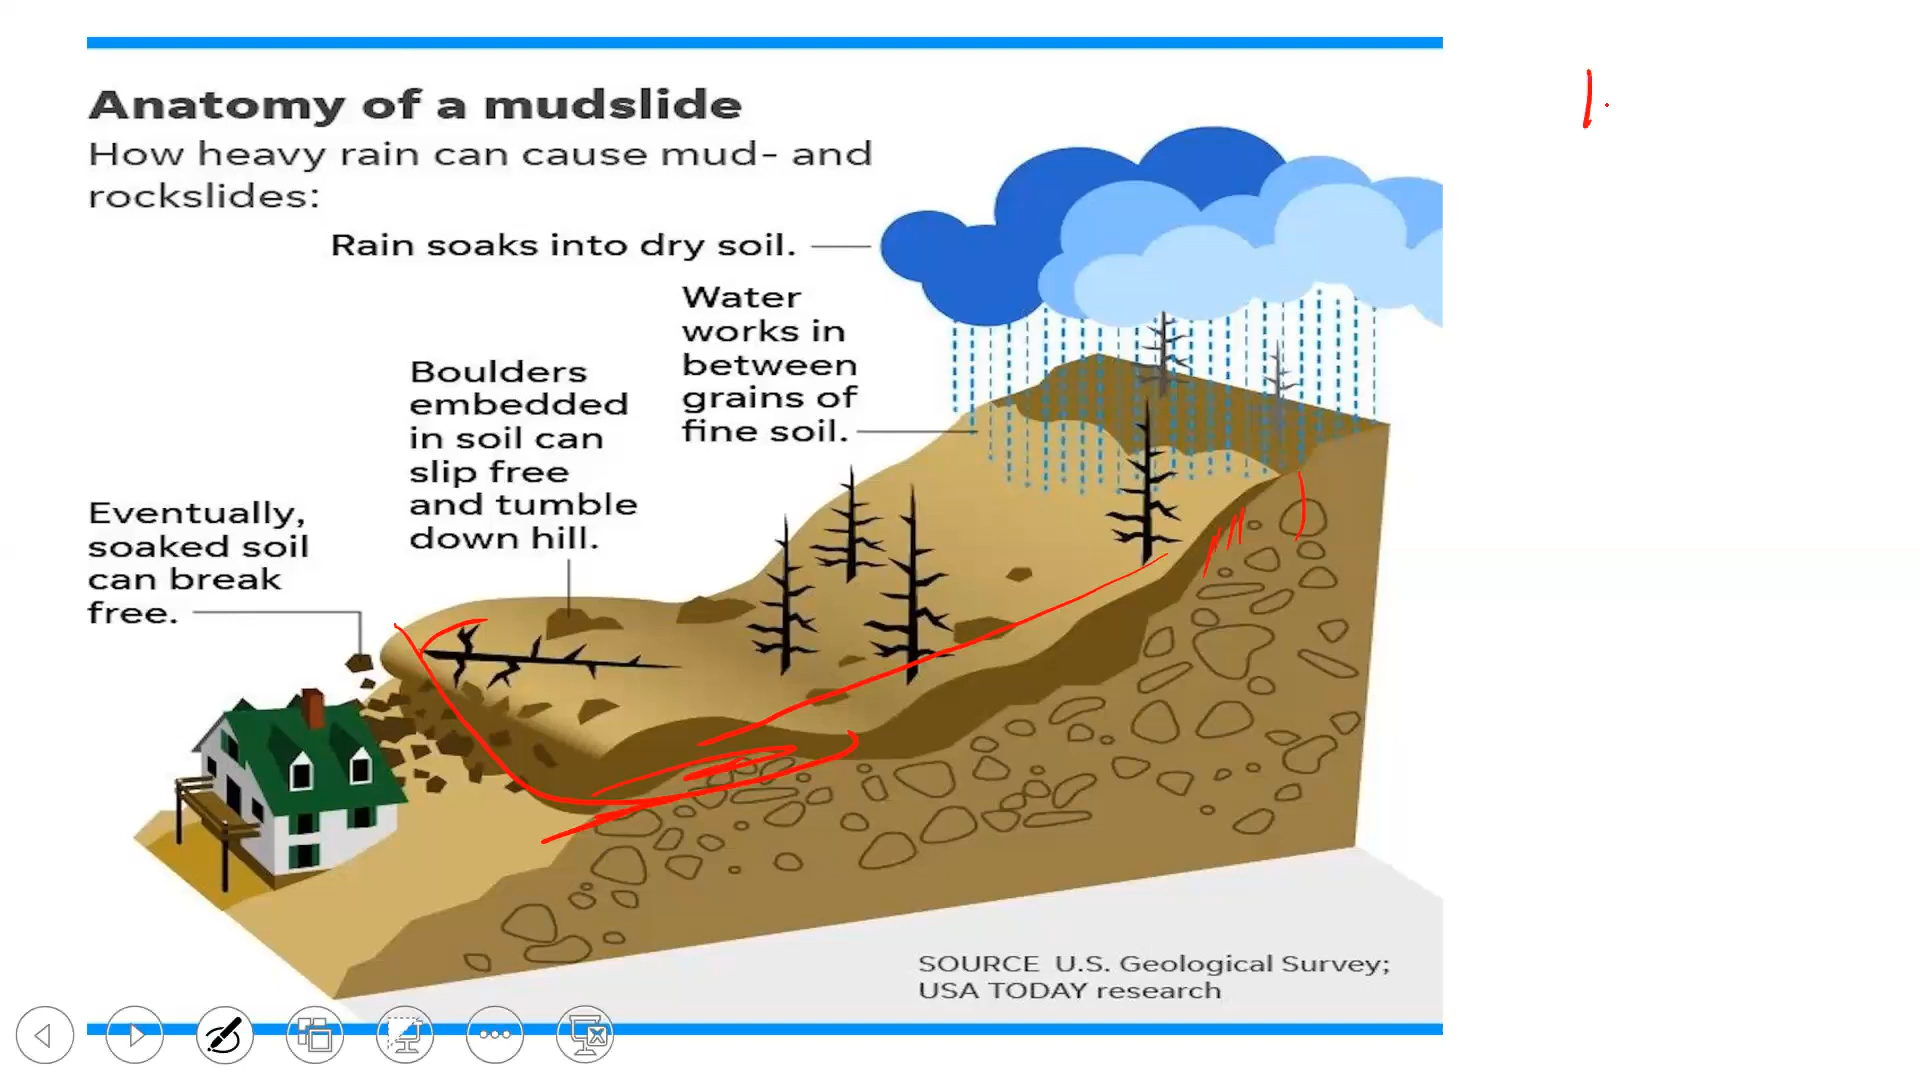 Anatomy of a mudslide
How heavy rain can cause mud- and
rockslides:
Rain soaks into dry soil.
Water
works in
between
grains of
fine soil.
Boulders
embedded
in soil can
slip free
and tumble
down hill.
Eventually,
soaked soil
can break
free.
SOURCE U.S. Geological Survey;
USA TODAY research